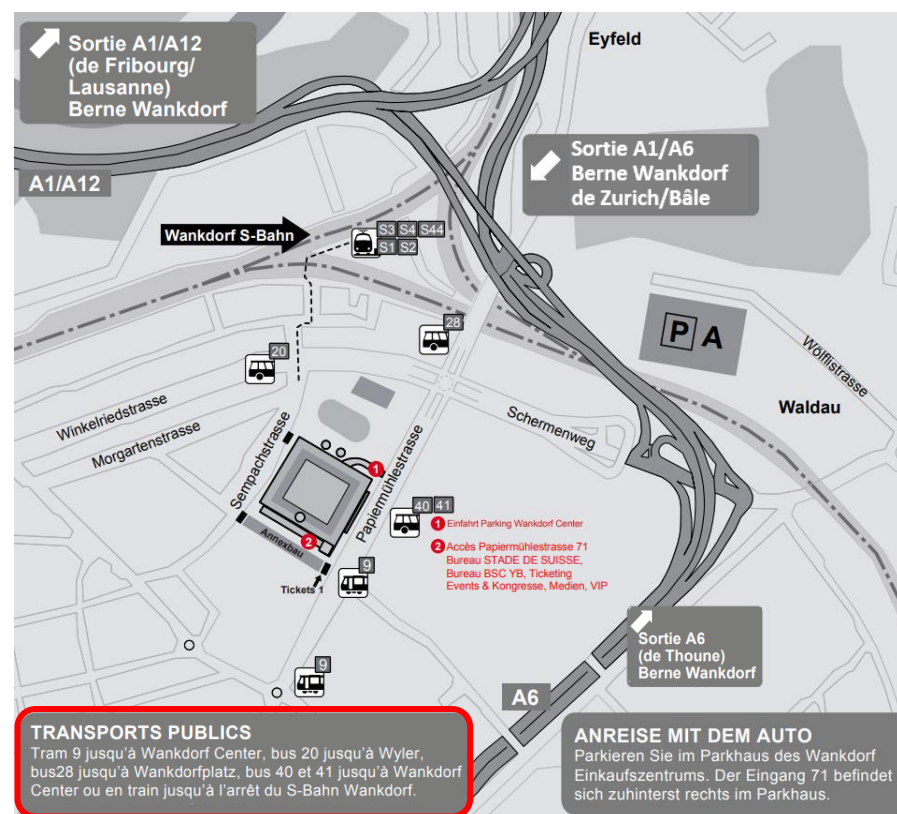 Sortie A1/A12
(de Fribourg/
Lausanne)
Berne Wankdorf
Eyfeld
Sortie A1/A6
Berne Wankdorf
de Zurich/Bâle
A1/A12
Wankdorf S-Bahn
S3 S4 S44
S1 S2
28
20
P A
Wölflistrasse
Waldau
Winkelriedstrasse
Morgartenstrasse
Schermenweg
Sempachstrasse
Papiermühlestrasse
1
40 41
1 Einfahrt Parking Wankdorf Center
2
Annexbau
2 Accès Papiermühlestrasse 71
Bureau STADE DE SUISSE,
Bureau BSC YB, Ticketing
Events & Kongresse, Medien, VIP
Tickets 1
9
9
Sortie A6
(de Thoune)
Berne Wankdorf
A6
TRANSPORTS PUBLICS
Tram 9 jusqu'à Wankdorf Center, bus 20 jusqu'à Wyler,
bus28 jusqu'à Wankdorfplatz, bus 40 et 41 jusqu'à Wankdorf
Center ou en train jusqu'à l'arrêt du S-Bahn Wankdorf.
ANREISE MIT DEM AUTO
Parkieren Sie im Parkhaus des Wankdorf
Einkaufszentrums. Der Eingang 71 befindet
sich zuhinterst rechts im Parkhaus.